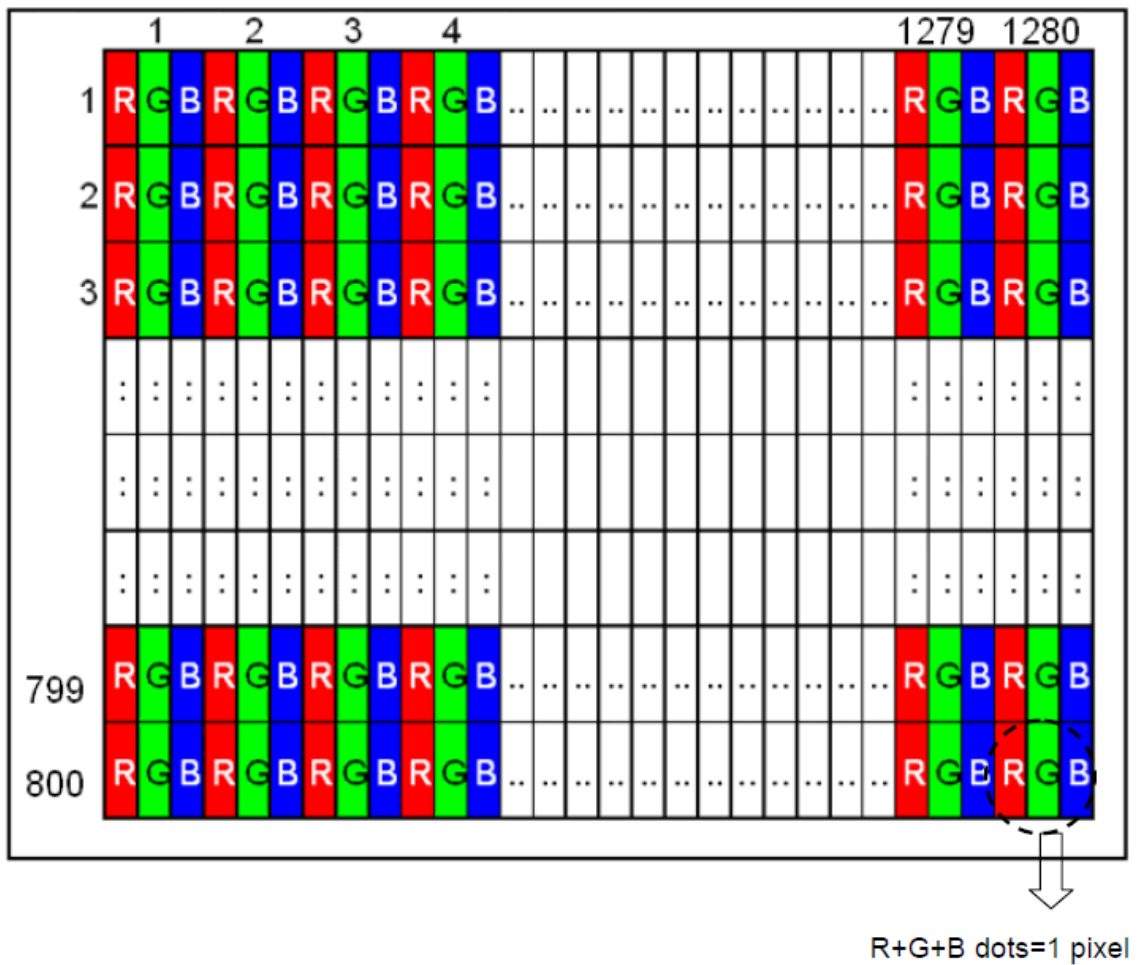 1 2 3 4 1279 1280
1 R G B R G B R G B R G B .. .. .. .. .. .. .. .. .. .. .. .. R G B R G B
2 R G B R G B R G B R G B .. .. .. .. .. .. .. .. .. .. .. .. R G B R G B
3 R G B R G B R G B R G B .. .. .. .. .. .. .. .. .. .. .. .. R G B R G B
: : : : : : : : : : : : : : : : : :
: : : : : : : : : : : : : : : : : :
: : : : : : : : : : : : : : : : : :
799 R G B R G B R G B R G B .. .. .. .. .. .. .. .. .. .. .. .. R G B R G B
800 R G B R G B R G B R G B .. .. .. .. .. .. .. .. .. .. .. .. R G B R G B
R+G+B dots=1 pixel